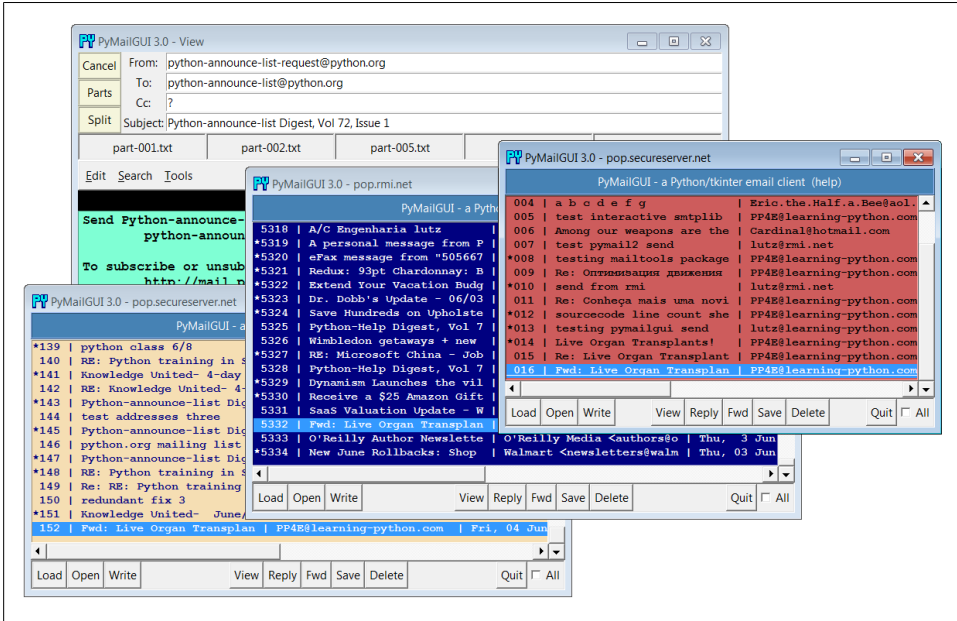 PyMailGUI 3.0 - View
Cancel
From: python-announce-list-request@python.org
Parts
To: python-announce-list@python.org
Cc: ?
Split
Subject: Python-announce-list Digest, Vol 72, Issue 1
part-001.txt part-002.txt part-005.txt
Edit Search Tools
Send Python-announce-
python-announ
To subscribe or unsub
PyMailGUI 3.0 - pop.secureserver.net
PyMailGUI - a Python/tkinter email client (help)
004 | a b c d e f g | Eric.the.Half.a.Bee@aol.
005 | test interactive smtplib | PP4E@learning-python.com
006 | Among our weapons are the | Cardinal@hotmail.com
007 | test pymail2 send | lutz@rmi.net
*008 | testing mailtools package | PP4E@learning-python.com
009 | Re: Оптимизация движения | PP4E@learning-python.com
*010 | send from rmi | lutz@rmi.net
011 | Re: Conheça mais uma novi | PP4E@learning-python.com
*012 | sourcecode line count she | PP4E@learning-python.com
*013 | testing pymailgui send | lutz@rmi.net
*014 | Live Organ Transplants! | PP4E@learning-python.com
015 | Re: Live Organ Transplant | PP4E@learning-python.com
016 | Fwd: Live Organ Transplan | PP4E@learning-python.com
Load Open Write View Reply Fwd Save Delete Quit All
PyMailGUI 3.0 - pop.rmi.net
PyMailGUI - a Pytho
5318 | A/C Engenharia lutz |
*5319 | A personal message from P |
*5320 | eFax message from "505667 |
*5321 | Redux: 93pt Chardonnay: B |
*5322 | Extend Your Vacation Budg |
*5323 | Dr. Dobb's Update - 06/03 |
*5324 | Save Hundreds on Upholste |
5325 | Python-Help Digest, Vol 7 |
5326 | Wimbledon getaways + new |
*5327 | RE: Microsoft China - Job |
5328 | Python-Help Digest, Vol 7 |
*5329 | Dynamism Launches the vil |
*5330 | Receive a $25 Amazon Gift |
5331 | SaaS Valuation Update - W |
5332 | Fwd: Live Organ Transplan |
5333 | O'Reilly Author Newslette | O'Reilly Media <authors@o | Thu, 3 Jun
*5334 | New June Rollbacks: Shop | Walmart <newsletters@walm | Thu, 03 Jun
Load Open Write View Reply Fwd Save Delete Quit All
PyMailGUI 3.0 - pop.secureserver.net
PyMailGUI - a
*139 | python class 6/8
140 | RE: Python training in S
*141 | Knowledge United- 4-day
142 | RE: Knowledge United- 4-
*143 | Python-announce-list Dig
144 | test addresses three
*145 | Python-announce-list Dig
146 | python.org mailing list
*147 | Python-announce-list Dig
*148 | RE: Python training in S
149 | Re: RE: Python training
150 | redundant fix 3
*151 | Knowledge United- June/
152 | Fwd: Live Organ Transplan | PP4E@learning-python.com | Fri, 04 Jun
Load Open Write View Reply Fwd Save Delete Quit All